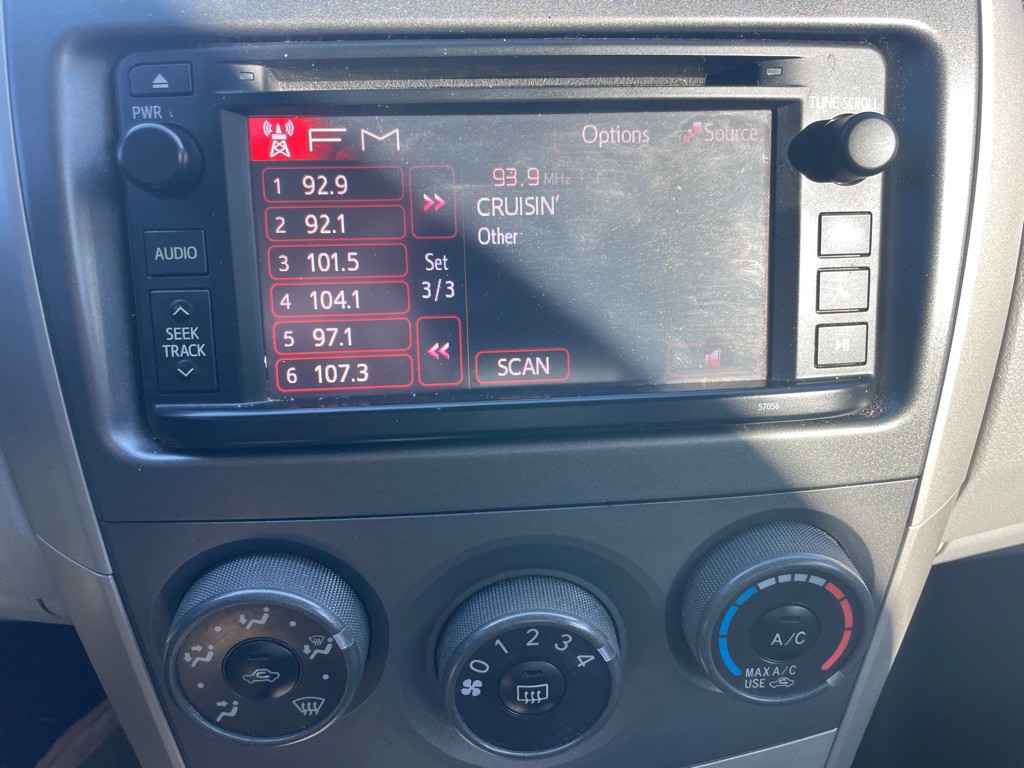 PWR
TUNE·SCROLL
FM
Options
Source
1 92.9
93.9 MHz
2 92.1
CRUISIN'
Other
AUDIO
3 101.5
Set
3/3
4 104.1
SEEK
TRACK
5 97.1
6 107.3
SCAN
57056
0 1 2 3 4
A/C
MAX A/C
USE